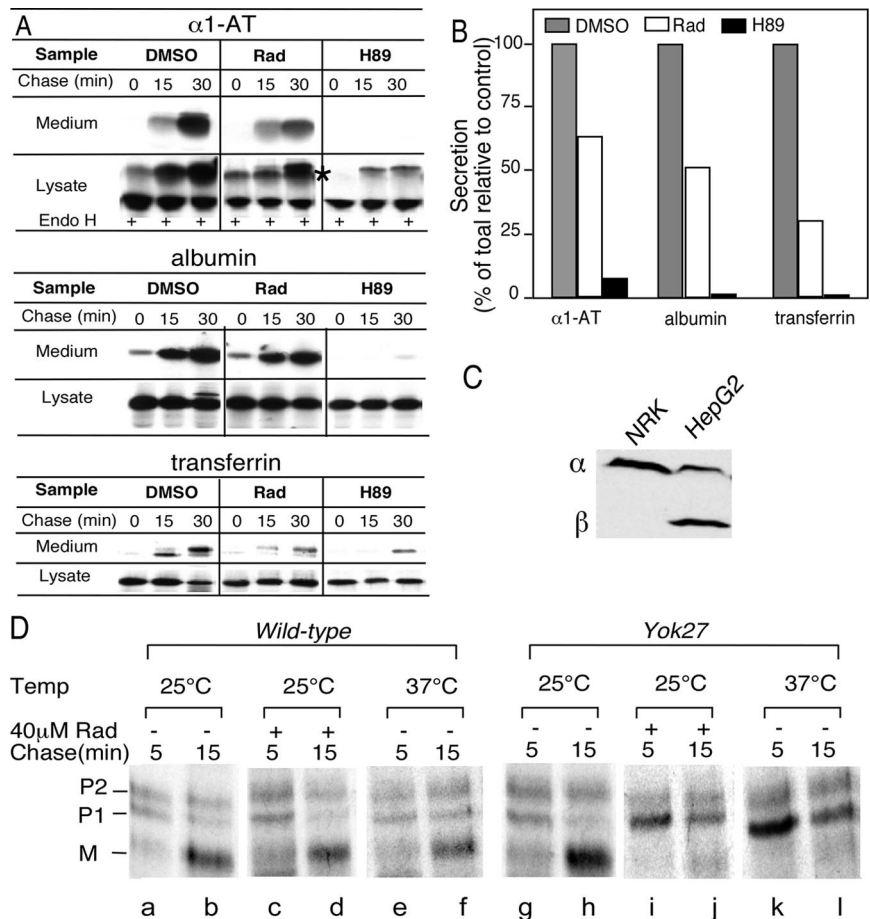 A
α1-AT
Sample DMSO Rad H89
Chase (min) 0 15 30 0 15 30 0 15 30
Medium
Lysate *
Endo H + + + + + + + + +
albumin
Sample DMSO Rad H89
Chase (min) 0 15 30 0 15 30 0 15 30
Medium
Lysate
transferrin
Sample DMSO Rad H89
Chase (min) 0 15 30 0 15 30 0 15 30
Medium
Lysate
B
DMSO Rad H89
Secretion
(% of toal relative to control)
100
75
50
25
0
α1-AT albumin transferrin
C
NRK HepG2
α
β
D
Wild-type Yok27
Temp 25°C 25°C 37°C 25°C 25°C 37°C
40μM Rad - - + + - - - - + + - -
Chase(min) 5 15 5 15 5 15 5 15 5 15 5 15
P2
P1
M
a b c d e f g h i j k l